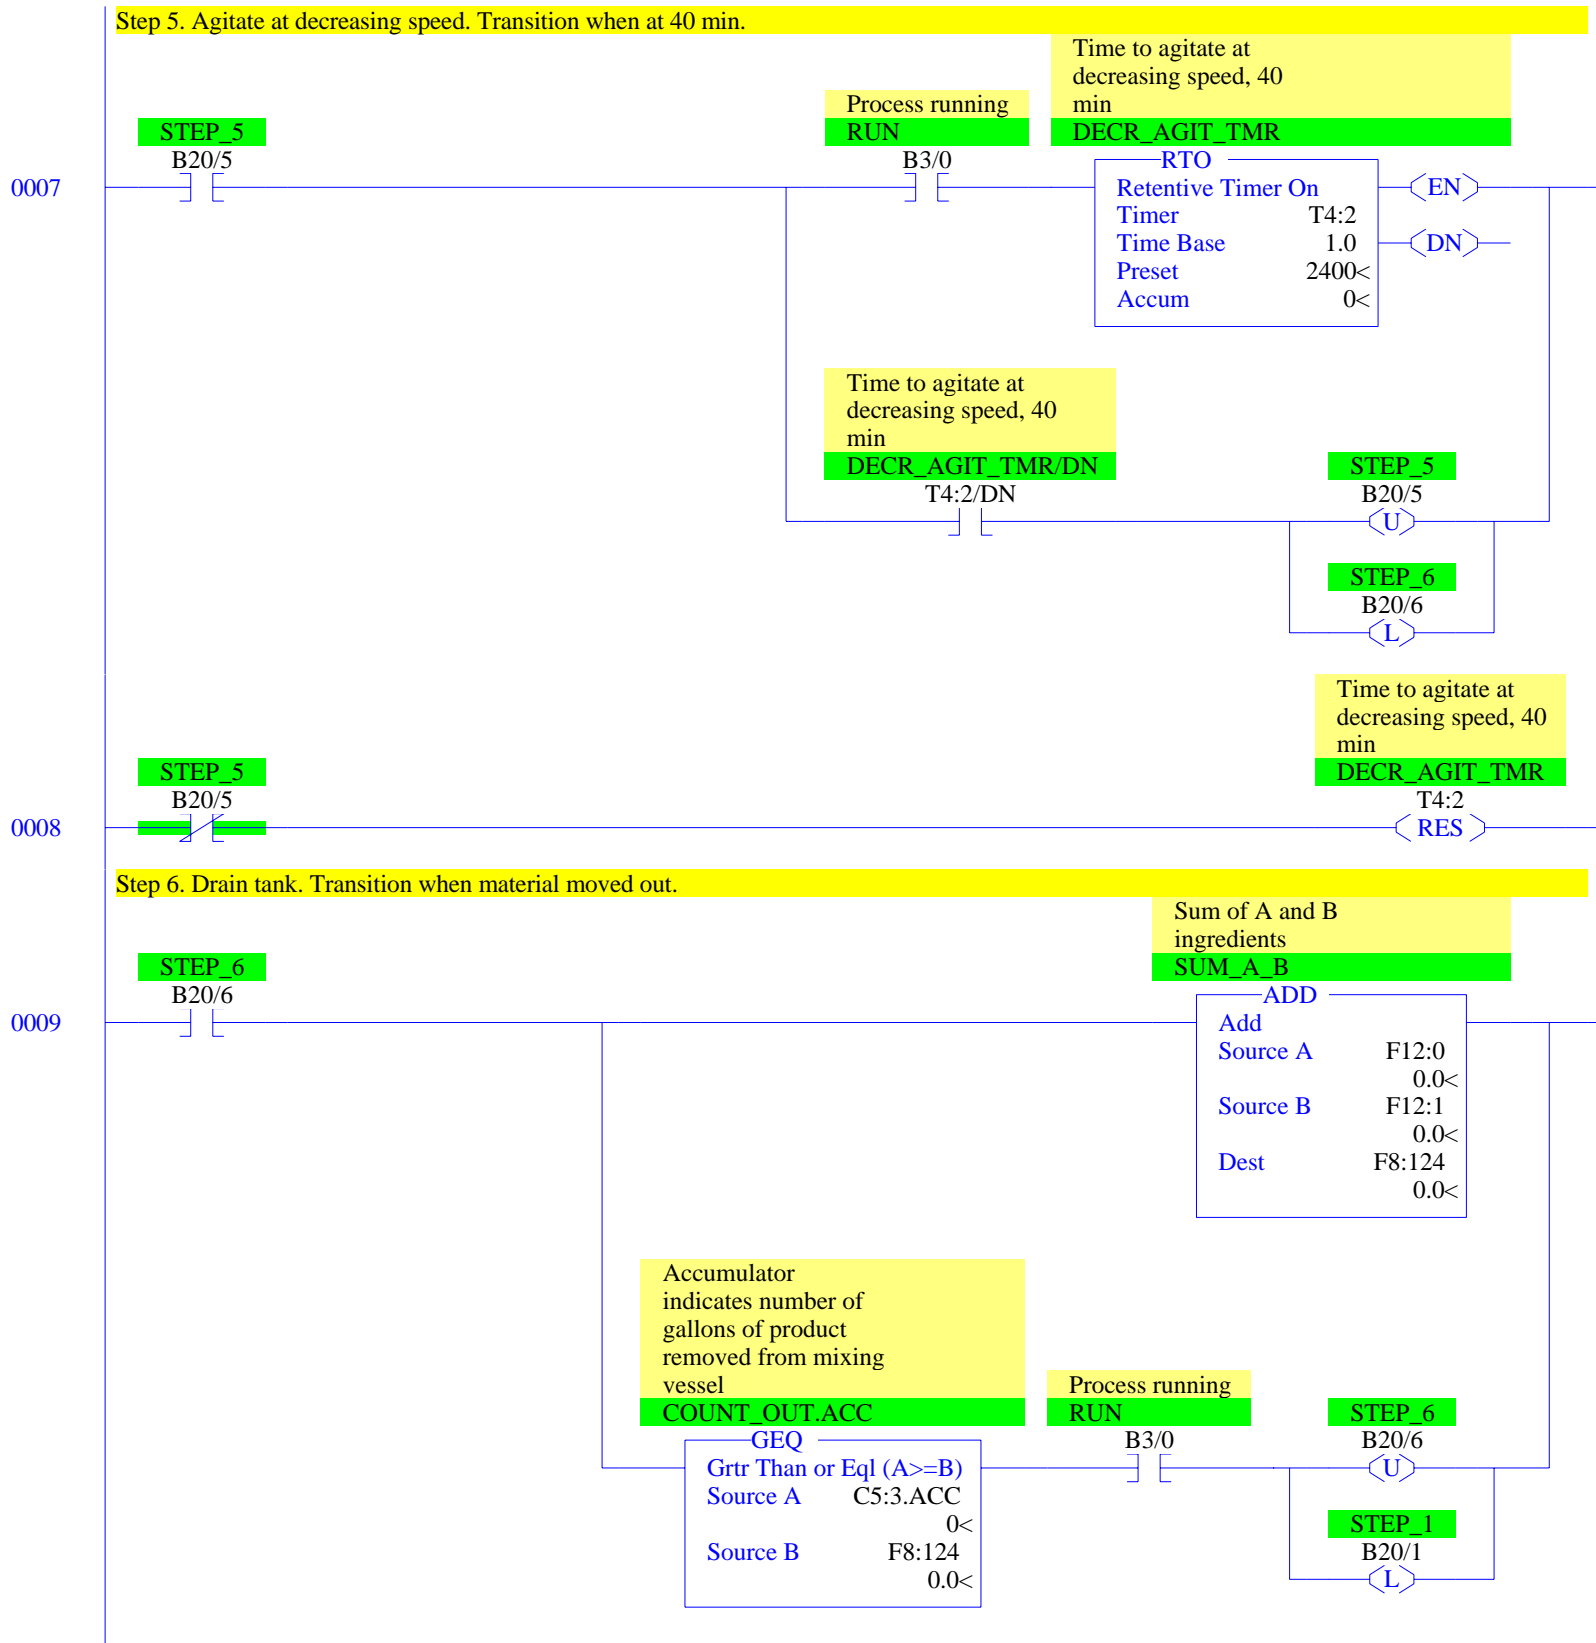 Step 5. Agitate at decreasing speed. Transition when at 40 min.
Time to agitate at
decreasing speed, 40
min
DECR_AGIT_TMR
Process running
RUN
B3/0
STEP_5
B20/5
0007
RTO
Retentive Timer On
Timer T4:2
Time Base 1.0
Preset 2400<
Accum 0<
EN
DN
Time to agitate at
decreasing speed, 40
min
DECR_AGIT_TMR/DN
T4:2/DN
STEP_5
B20/5
U
STEP_6
B20/6
L
Time to agitate at
decreasing speed, 40
min
DECR_AGIT_TMR
T4:2
RES
STEP_5
B20/5
0008
Step 6. Drain tank. Transition when material moved out.
Sum of A and B
ingredients
SUM_A_B
STEP_6
B20/6
0009
ADD
Add
Source A F12:0
0.0<
Source B F12:1
0.0<
Dest F8:124
0.0<
Accumulator
indicates number of
gallons of product
removed from mixing
vessel
COUNT_OUT.ACC
GEQ
Grtr Than or Eql (A>=B)
Source A C5:3.ACC
0<
Source B F8:124
0.0<
Process running
RUN
B3/0
STEP_6
B20/6
U
STEP_1
B20/1
L